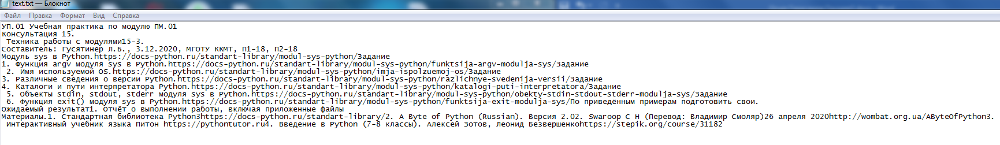 text.txt — Блокнот
Файл Правка Формат Вид Справка
УП.01 Учебная практика по модулю ПМ.01
Консультация 15.
Техника работы с модулями15-3.
Составитель: Гусятинер Л.Б., 3.12.2020, МГОТУ ККМТ, П1-18, П2-18
Модуль sys в Python.https://docs-python.ru/standart-library/modul-sys-python/Задание
1. Функция argv модуля sys в Python.https://docs-python.ru/standart-library/modul-sys-python/funktsija-argv-modulja-sys/Задание
2. Имя используемой OS.https://docs-python.ru/standart-library/modul-sys-python/imja-ispolzuemoj-os/Задание
3. Различные сведения о версии Python.https://docs-python.ru/standart-library/modul-sys-python/razlichnye-svedenija-versii/Задание
4. Каталоги и пути интерпретатора Python.https://docs-python.ru/standart-library/modul-sys-python/katalogi-puti-interpretatora/Задание
5. Объекты stdin, stdout, stderr модуля sys в Python.https://docs-python.ru/standart-library/modul-sys-python/obekty-stdin-stdout-stderr-modulja-sys/Задание
6. Функция exit() модуля sys в Python.https://docs-python.ru/standart-library/modul-sys-python/funktsija-exit-modulja-sys/По приведённым примерам подготовить свои.
Ожидаемый результат1. Отчёт о выполнении работы, включая приложенные файлы
Материалы.1. Стандартная библиотека Python3https://docs-python.ru/standart-library/2. A Byte of Python (Russian). Версия 2.02. Swaroop C H (Перевод: Владимир Смоляр)26 апреля 2020http://wombat.org.ua/AByteOfPython3.
Интерактивный учебник языка Питон https://pythontutor.ru4. Введение в Python (7-8 классы). Алексей Зотов, Леонид Безвершенкоhttps://stepik.org/course/31182